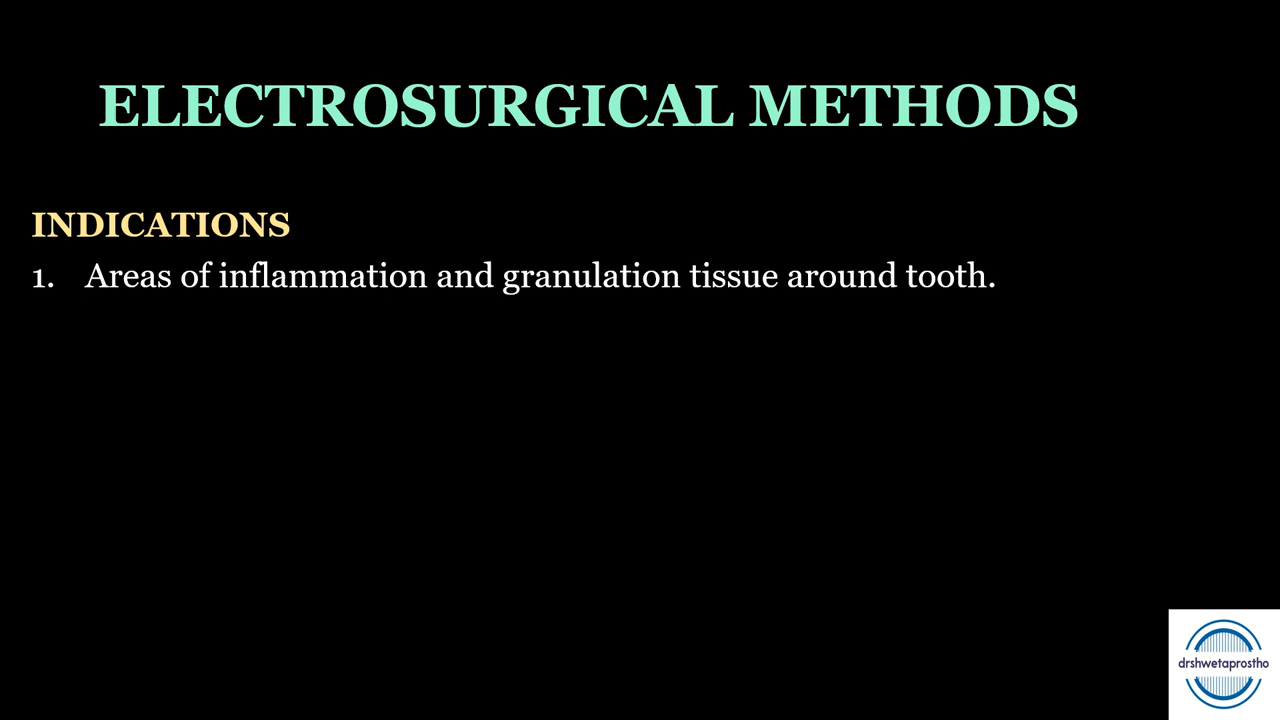 ELECTROSURGICAL METHODS
INDICATIONS
1. Areas of inflammation and granulation tissue around tooth.
drshwetaprostho